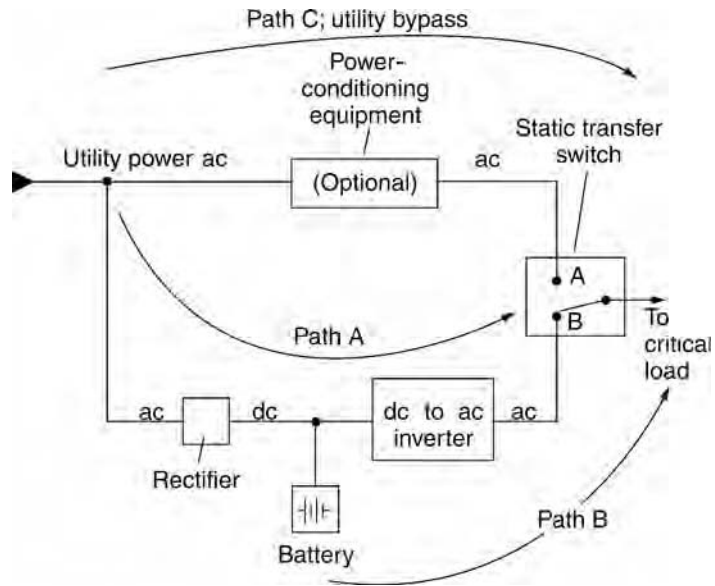 Path C; utility bypass
Power-
conditioning
equipment
Static transfer
switch
Utility power ac
(Optional)
ac
A
B
Path A
To
critical
load
ac
dc
dc to ac
inverter
ac
Rectifier
Battery
Path B